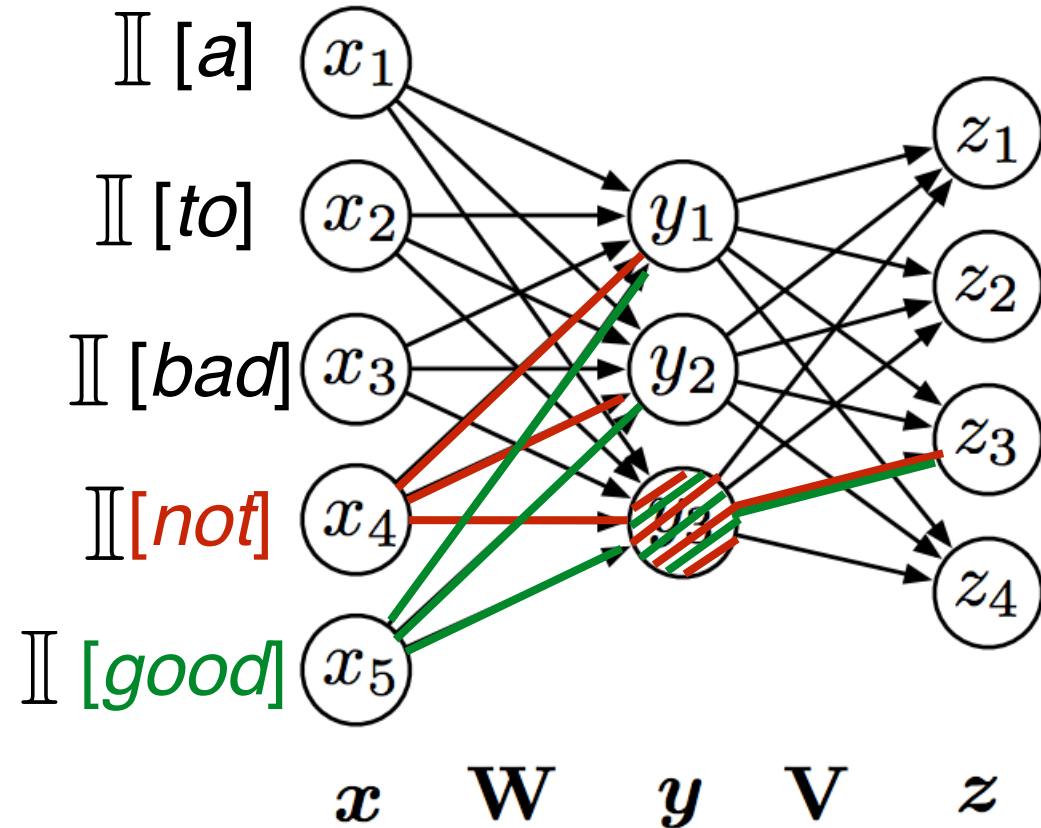 𝕀 [a]
x1
z1
𝕀 [to]
x2
y1
z2
𝕀 [bad]
x3
y2
z3
𝕀 [not]
x4
y3
z4
𝕀 [good]
x5
x W y V z